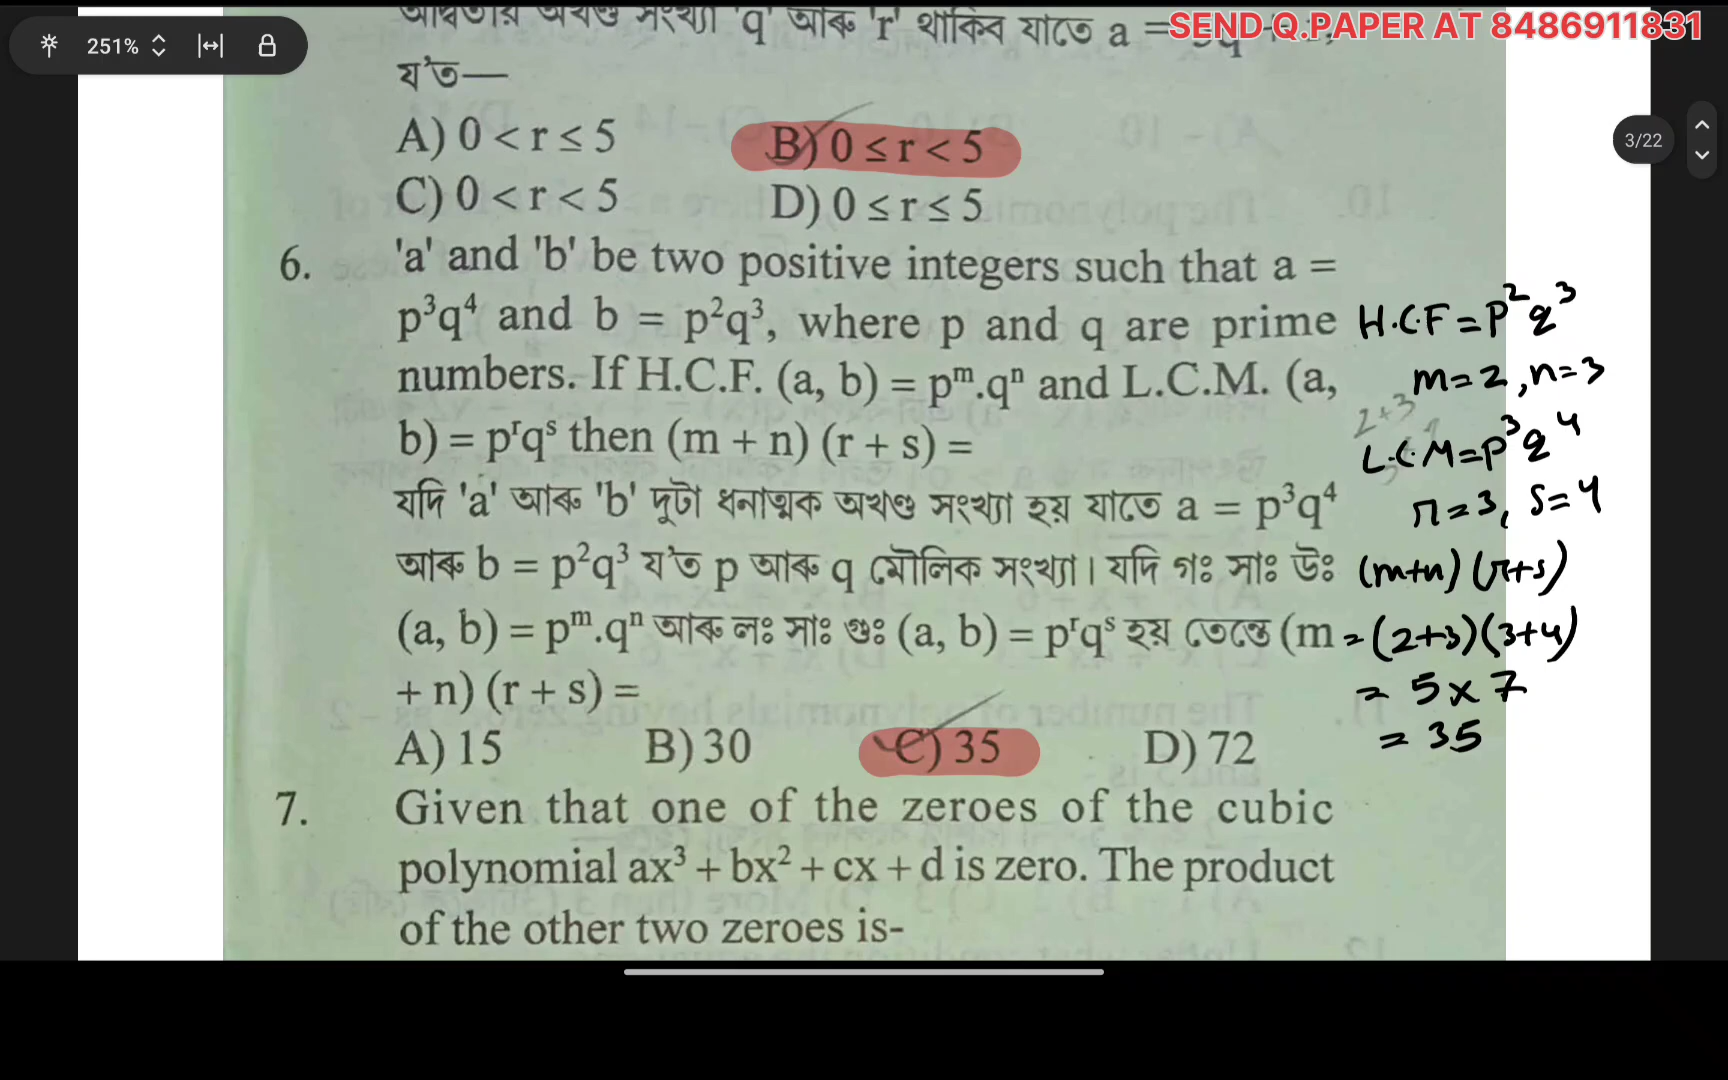 SEND Q.PAPER AT 8486911831
251%
3/22
'q' আৰু 'r' থাকিব যাতে a =
য'ত—
A) 0 < r ≤ 5
B) 0 ≤ r < 5
C) 0 < r < 5
D) 0 ≤ r ≤ 5
6. 'a' and 'b' be two positive integers such that a =
p³q⁴ and b = p²q³, where p and q are prime
numbers. If H.C.F. (a, b) = pᵐ.qⁿ and L.C.M. (a,
b) = pʳqˢ then (m + n) (r + s) =
যদি 'a' আৰু 'b' দুটা ধনাত্মক অখণ্ড সংখ্যা হয় যাতে a = p³q⁴
আৰু b = p²q³ য'ত p আৰু q মৌলিক সংখ্যা। যদি গঃ সাঃ উঃ
(a, b) = pᵐ.qⁿ আৰু লঃ সাঃ গুঃ (a, b) = pʳqˢ হয় তেন্তে (m
+ n) (r + s) =
A) 15
B) 30
C) 35
D) 72
H.C.F = p²q³
m = 2, n = 3
2+3
L.C.M = p³q⁴
r = 3, s = 4
(m+n) (r+s)
= (2+3)(3+4)
= 5 x 7
= 35
7. Given that one of the zeroes of the cubic
polynomial ax³ + bx² + cx + d is zero. The product
of the other two zeroes is-